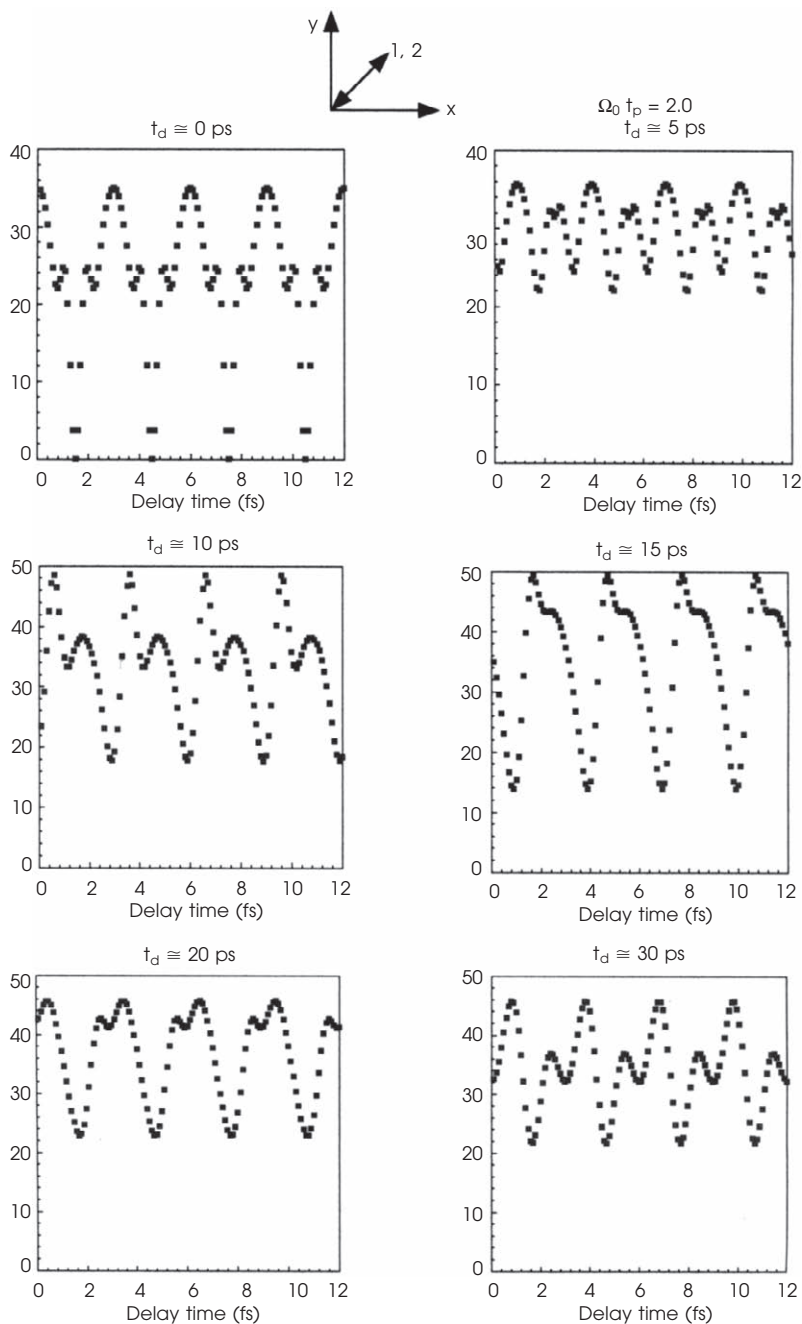 y
1, 2
x
Ω₀ tₚ = 2.0
t_d ≅ 0 ps
40
30
20
10
0
0 2 4 6 8 10 12
Delay time (fs)
t_d ≅ 5 ps
40
30
20
10
0
0 2 4 6 8 10 12
Delay time (fs)
t_d ≅ 10 ps
50
40
30
20
10
0
0 2 4 6 8 10 12
Delay time (fs)
t_d ≅ 15 ps
50
40
30
20
10
0
0 2 4 6 8 10 12
Delay time (fs)
t_d ≅ 20 ps
50
40
30
20
10
0
0 2 4 6 8 10 12
Delay time (fs)
t_d ≅ 30 ps
50
40
30
20
10
0
0 2 4 6 8 10 12
Delay time (fs)